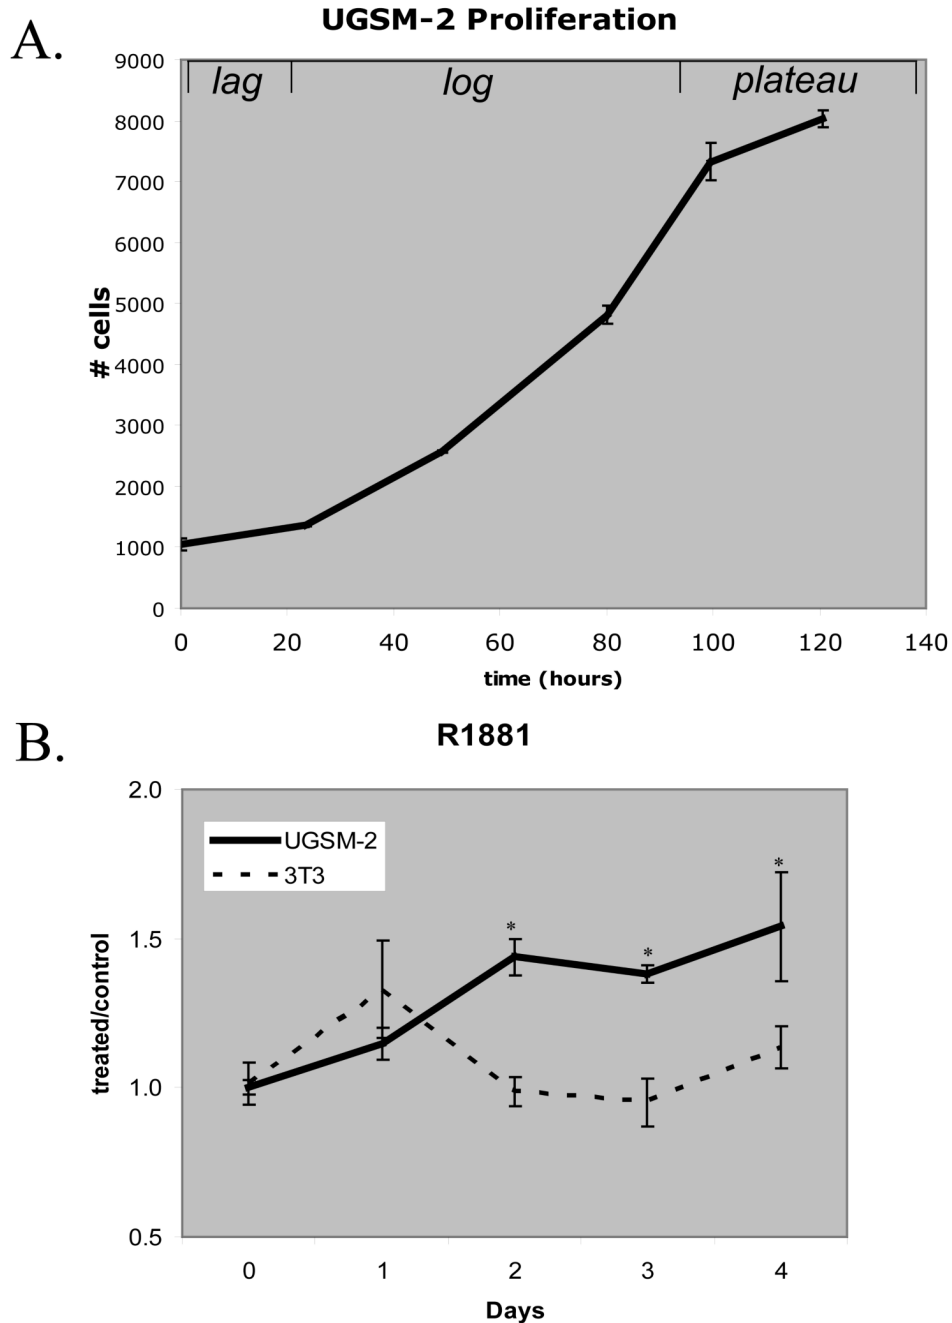 A.
UGSM-2 Proliferation
9000
lag log plateau
8000
7000
6000
5000
4000
3000
2000
1000
0
# cells
0 20 40 60 80 100 120 140
time (hours)
B.
R1881
2.0
UGSM-2
3T3
*
* *
1.5
1.0
0.5
treated/control
0 1 2 3 4
Days